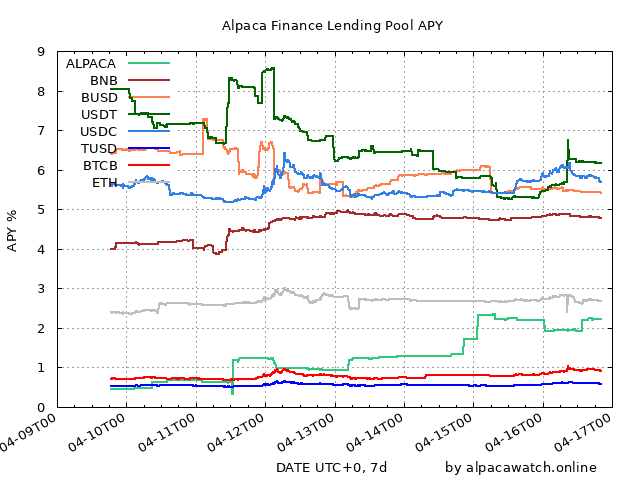 Alpaca Finance Lending Pool APY
ALPACA
BNB
BUSD
USDT
USDC
TUSD
BTCB
ETH
APY %
9
8
7
6
5
4
3
2
1
0
04-09T00
04-10T00
04-11T00
04-12T00
04-13T00
04-14T00
04-15T00
04-16T00
04-17T00
DATE UTC+0, 7d
by alpacawatch.online